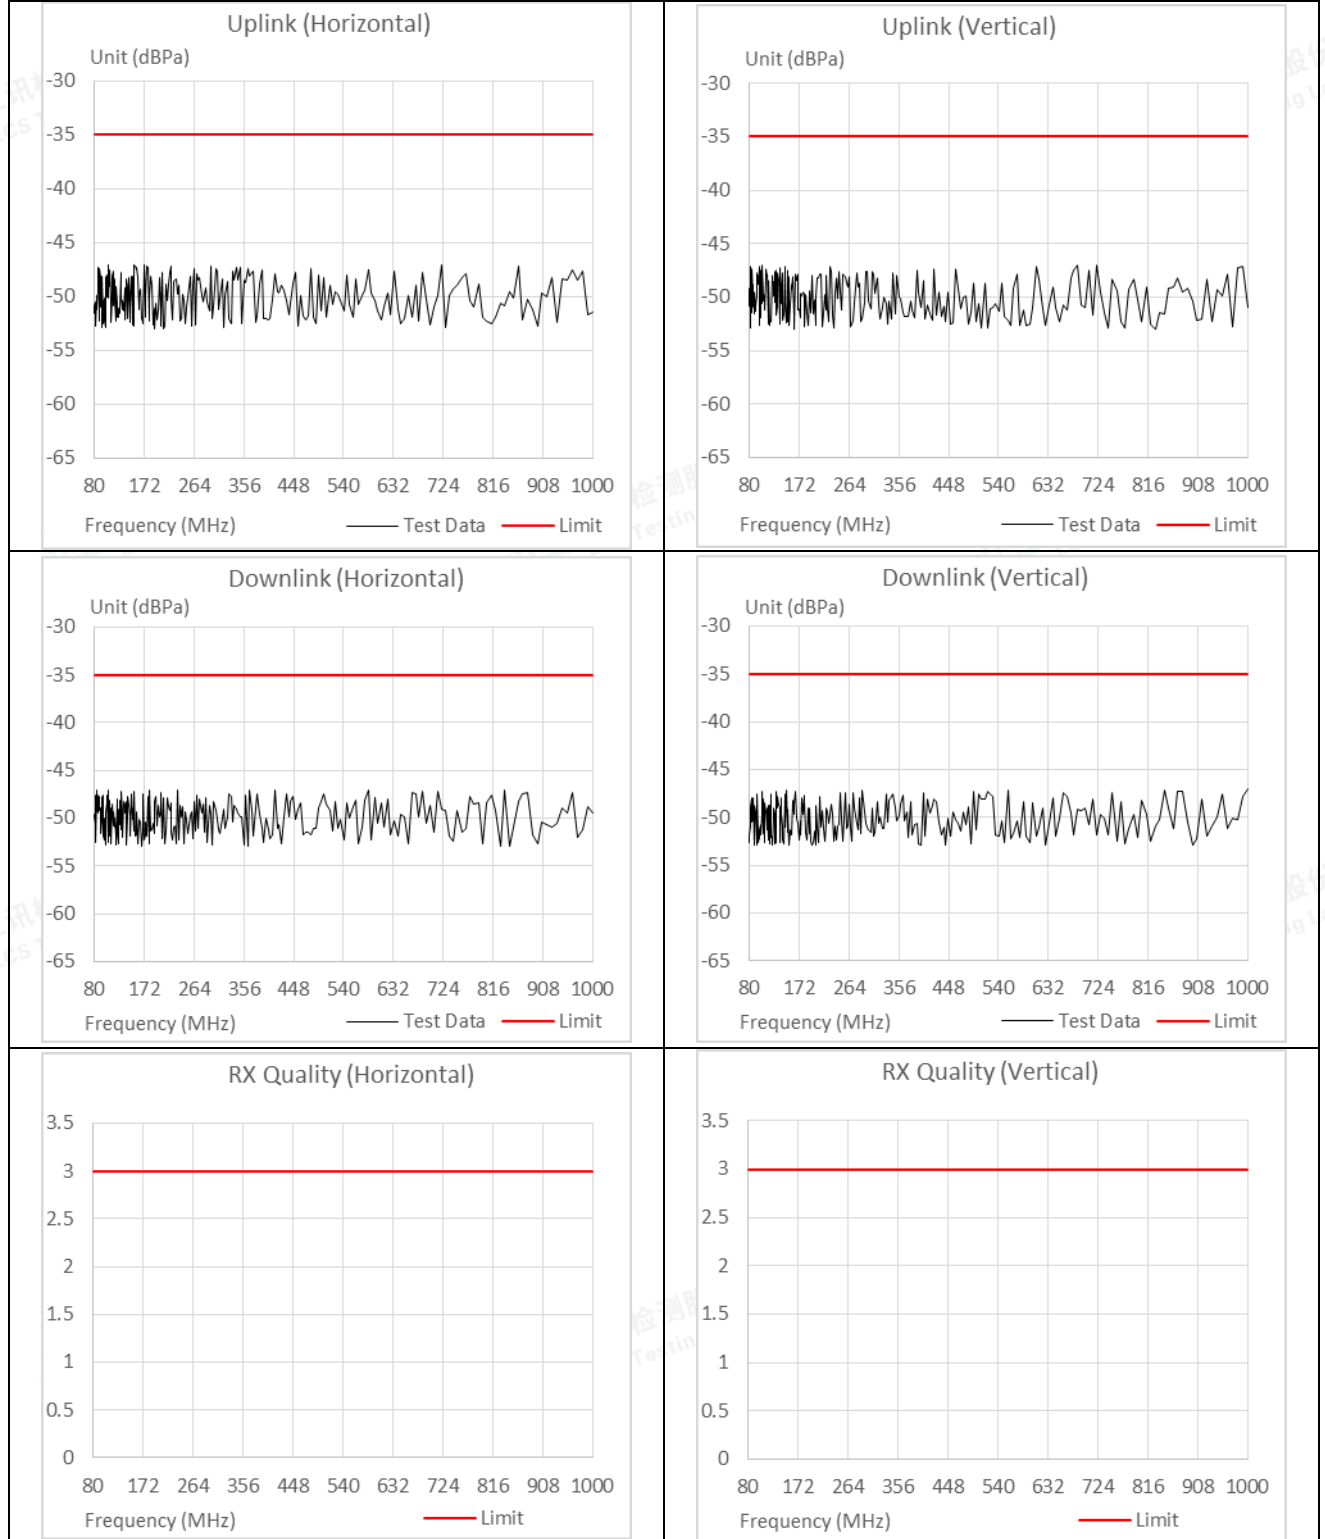 Uplink (Horizontal)
Unit (dBPa)
-30
-35
-40
-45
-50
-55
-60
-65
80 172 264 356 448 540 632 724 816 908 1000
Frequency (MHz) Test Data Limit
Uplink (Vertical)
Unit (dBPa)
-30
-35
-40
-45
-50
-55
-60
-65
80 172 264 356 448 540 632 724 816 908 1000
Frequency (MHz) Test Data Limit
Downlink (Horizontal)
Unit (dBPa)
-30
-35
-40
-45
-50
-55
-60
-65
80 172 264 356 448 540 632 724 816 908 1000
Frequency (MHz) Test Data Limit
Downlink (Vertical)
Unit (dBPa)
-30
-35
-40
-45
-50
-55
-60
-65
80 172 264 356 448 540 632 724 816 908 1000
Frequency (MHz) Test Data Limit
RX Quality (Horizontal)
3.5
3
2.5
2
1.5
1
0.5
0
80 172 264 356 448 540 632 724 816 908 1000
Frequency (MHz) Limit
RX Quality (Vertical)
3.5
3
2.5
2
1.5
1
0.5
0
80 172 264 356 448 540 632 724 816 908 1000
Frequency (MHz) Limit